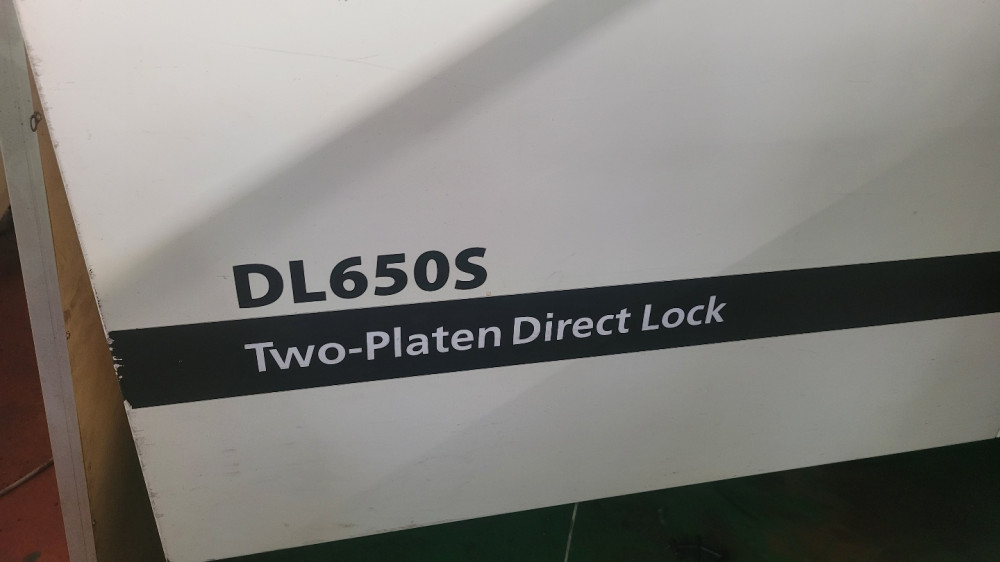 DL650S
Two-Platen Direct Lock